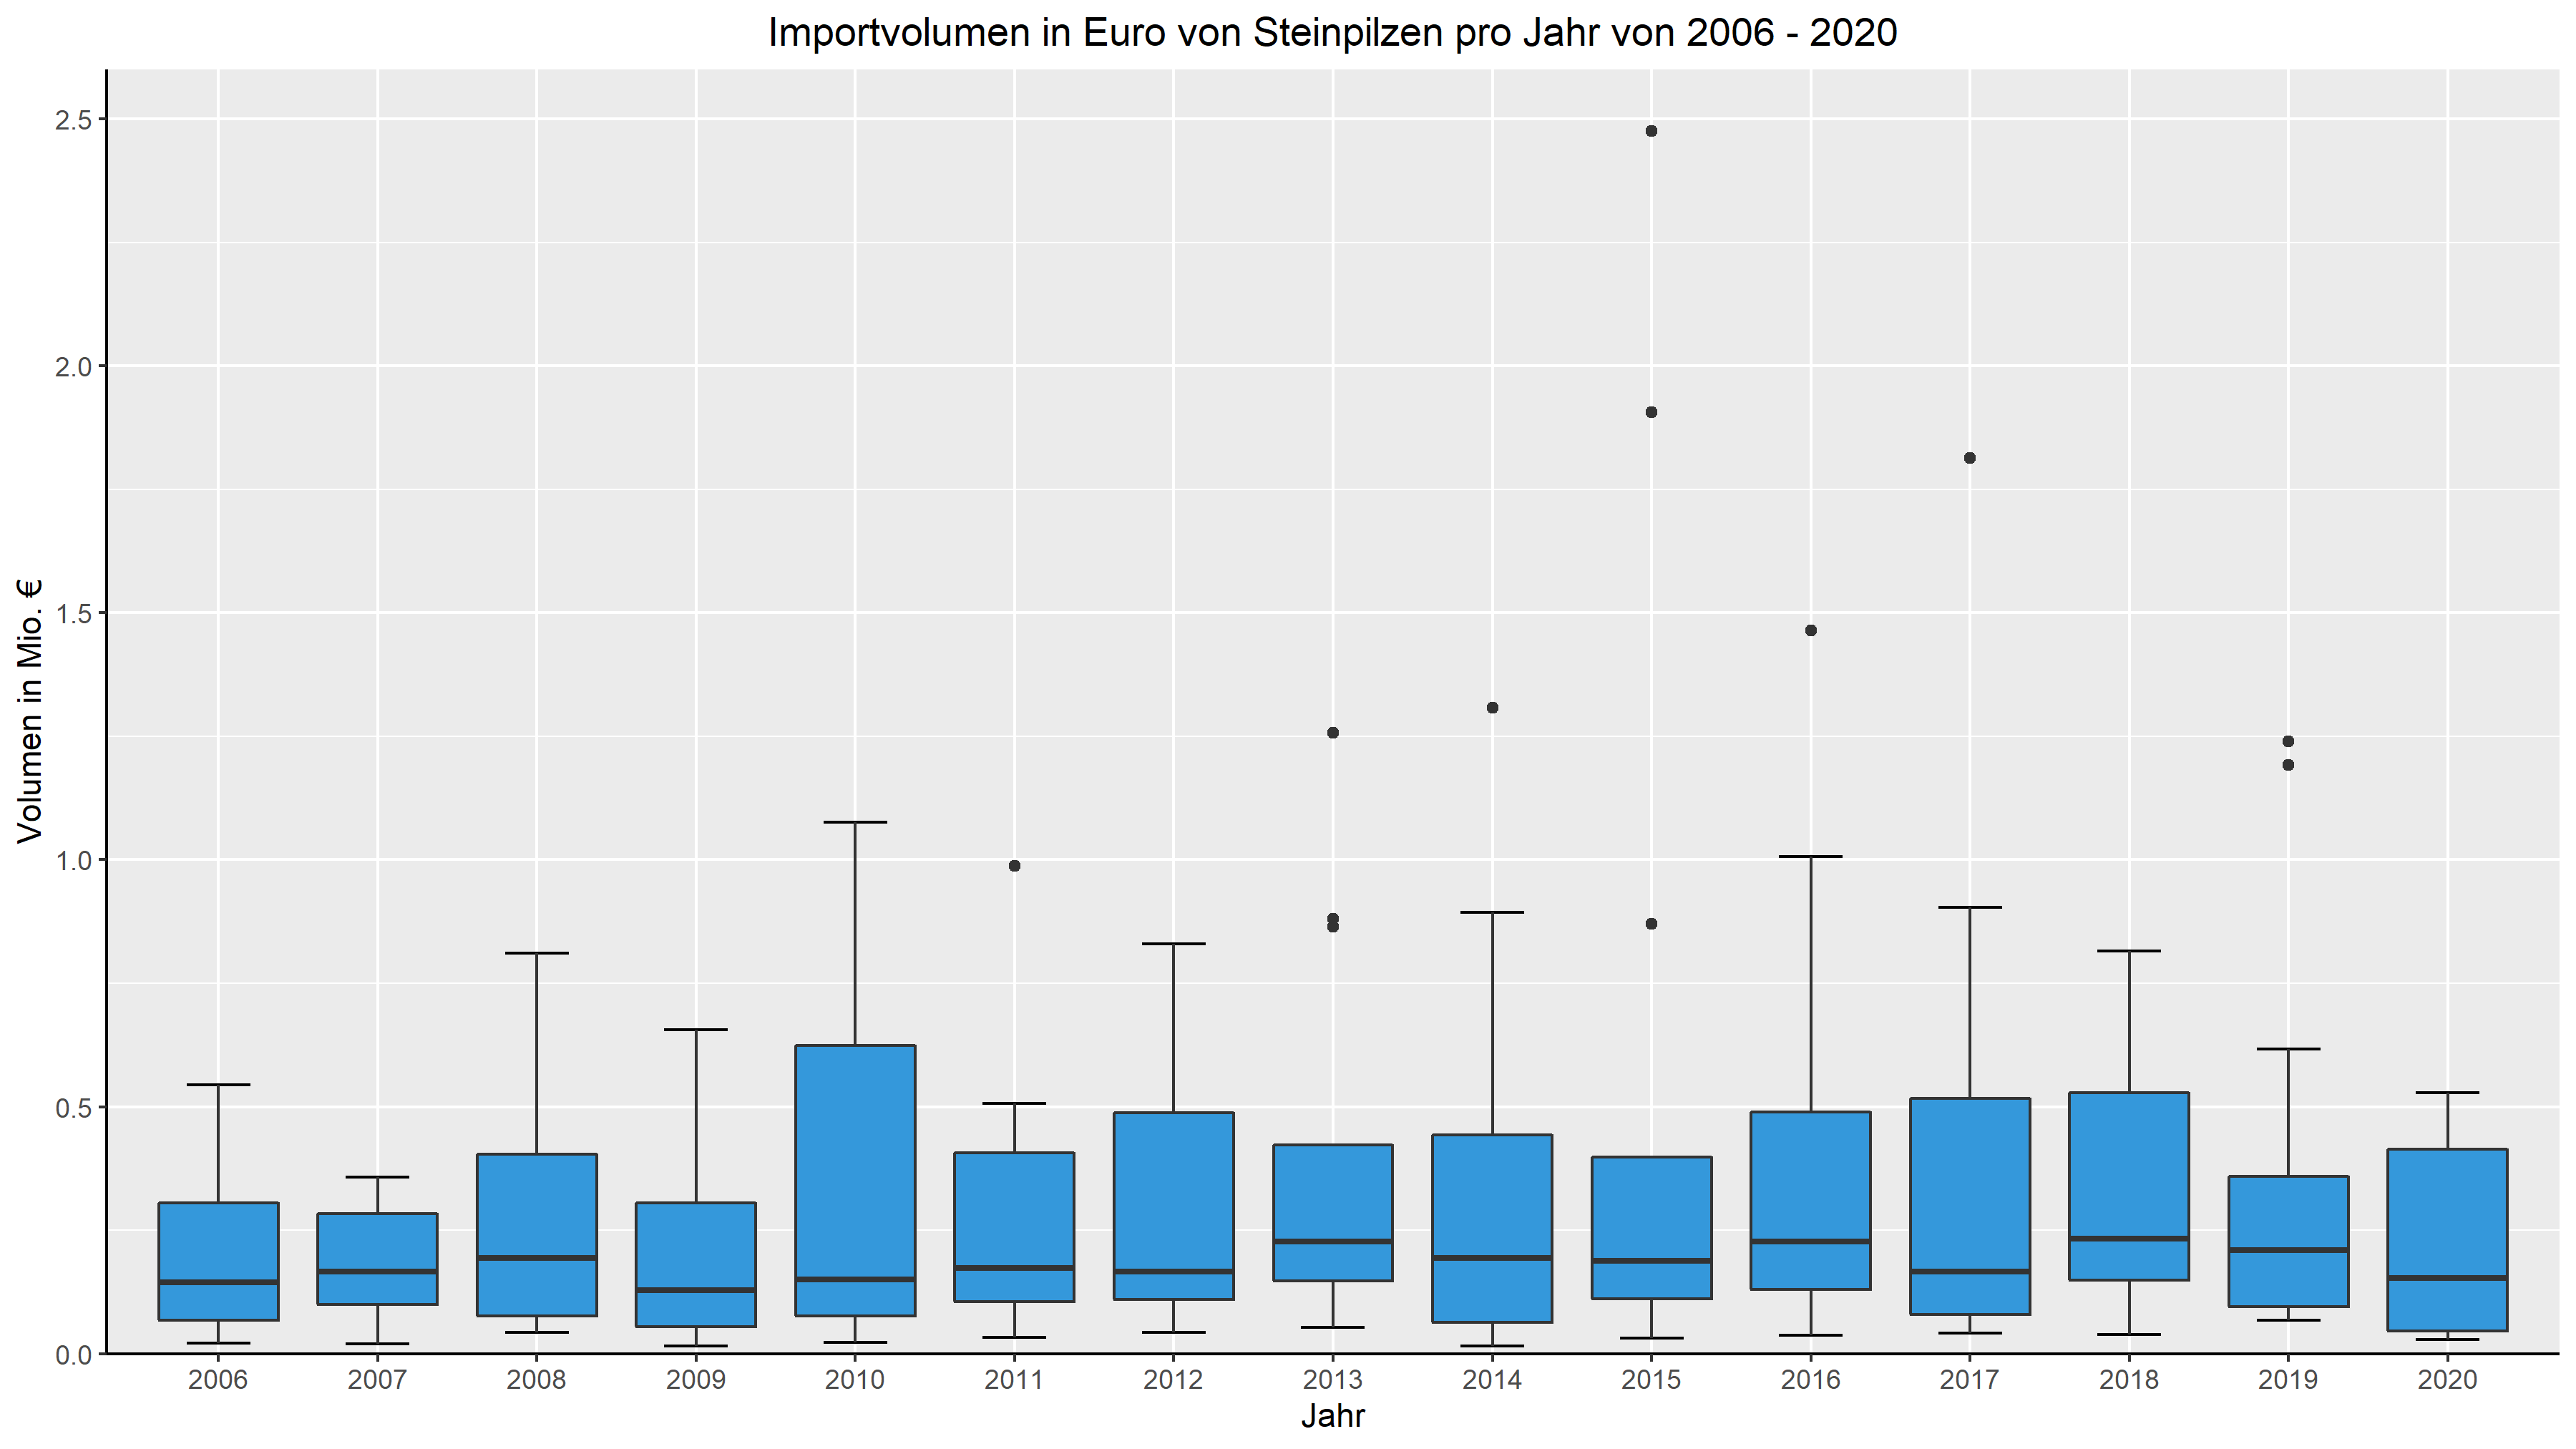 Importvolumen in Euro von Steinpilzen pro Jahr von 2006 - 2020
Volumen in Mio. €
2.5
2.0
1.5
1.0
0.5
0.0
2006 2007 2008 2009 2010 2011 2012 2013 2014 2015 2016 2017 2018 2019 2020
Jahr